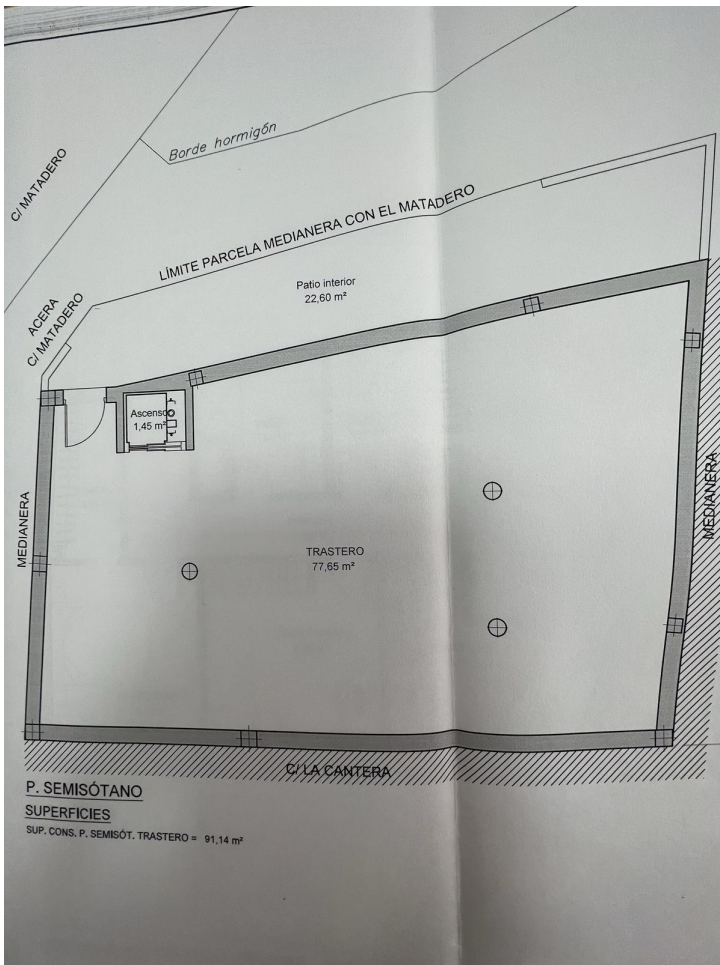 Borde hormigón
C/ MATADERO
LÍMITE PARCELA MEDIANERA CON EL MATADERO
ACERA
C/ MATADERO
Patio interior
22,60 m²
Ascensor
1,45 m²
MEDIANERA
MEDIANERA
TRASTERO
77,65 m²
C/ LA CANTERA
P. SEMISÓTANO
SUPERFICIES
SUP. CONS. P. SEMISÓT. TRASTERO = 91,14 m²